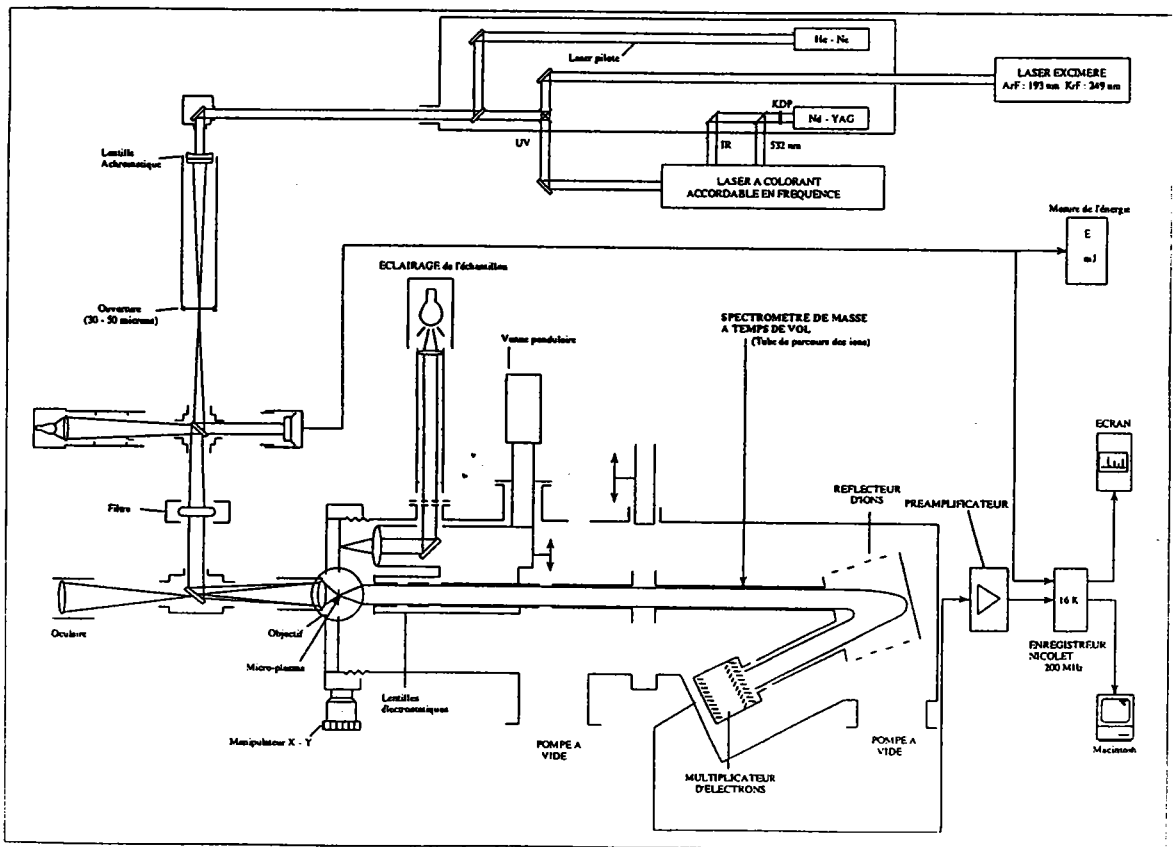 He - Ne
Laser pilote
LASER EXCIMERE
ArF : 193 nm KrF : 249 nm
KDP
Nd - YAG
Lentille
Achromatique
UV
IR
532 nm
LASER A COLORANT
ACCORDABLE EN FREQUENCE
Mesure de l'énergie
E
mJ
ECLAIRAGE de l'échantillon
Ouverture
(30 - 50 microns)
SPECTROMETRE DE MASSE
A TEMPS DE VOL
(Tube de parcours des ions)
Vanne pendulaire
ECRAN
REFLECTEUR
D'IONS
PREAMPLIFICATEUR
Filtre
16 K
Oculaire
Objectif
Micro-plasma
ENREGISTREUR
NICOLET
200 MHz
Lentilles
électrostatiques
Manipulateur X - Y
POMPE A
VIDE
POMPE A
VIDE
Macintosh
MULTIPLICATEUR
D'ELECTRONS